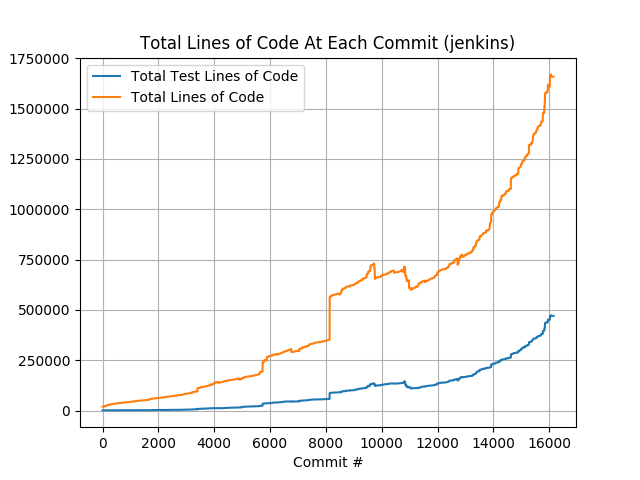 Total Lines of Code At Each Commit (jenkins)
Total Test Lines of Code
Total Lines of Code
1750000
1500000
1250000
1000000
750000
500000
250000
0
0 2000 4000 6000 8000 10000 12000 14000 16000
Commit #